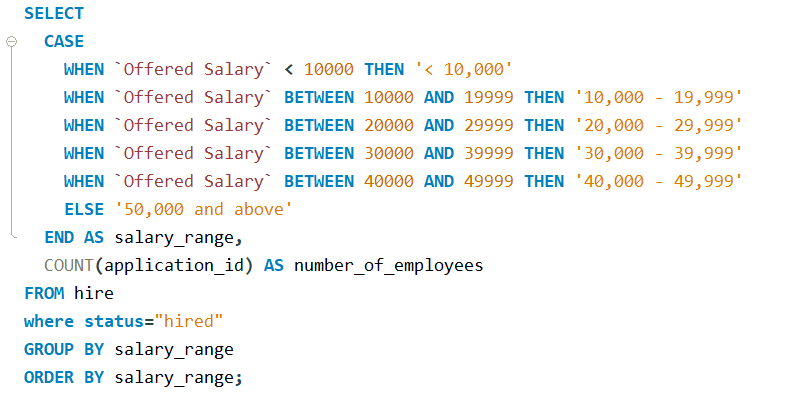 SELECT
CASE
WHEN `Offered Salary` < 10000 THEN '< 10,000'
WHEN `Offered Salary` BETWEEN 10000 AND 19999 THEN '10,000 - 19,999'
WHEN `Offered Salary` BETWEEN 20000 AND 29999 THEN '20,000 - 29,999'
WHEN `Offered Salary` BETWEEN 30000 AND 39999 THEN '30,000 - 39,999'
WHEN `Offered Salary` BETWEEN 40000 AND 49999 THEN '40,000 - 49,999'
ELSE '50,000 and above'
END AS salary_range,
COUNT(application_id) AS number_of_employees
FROM hire
where status="hired"
GROUP BY salary_range
ORDER BY salary_range;